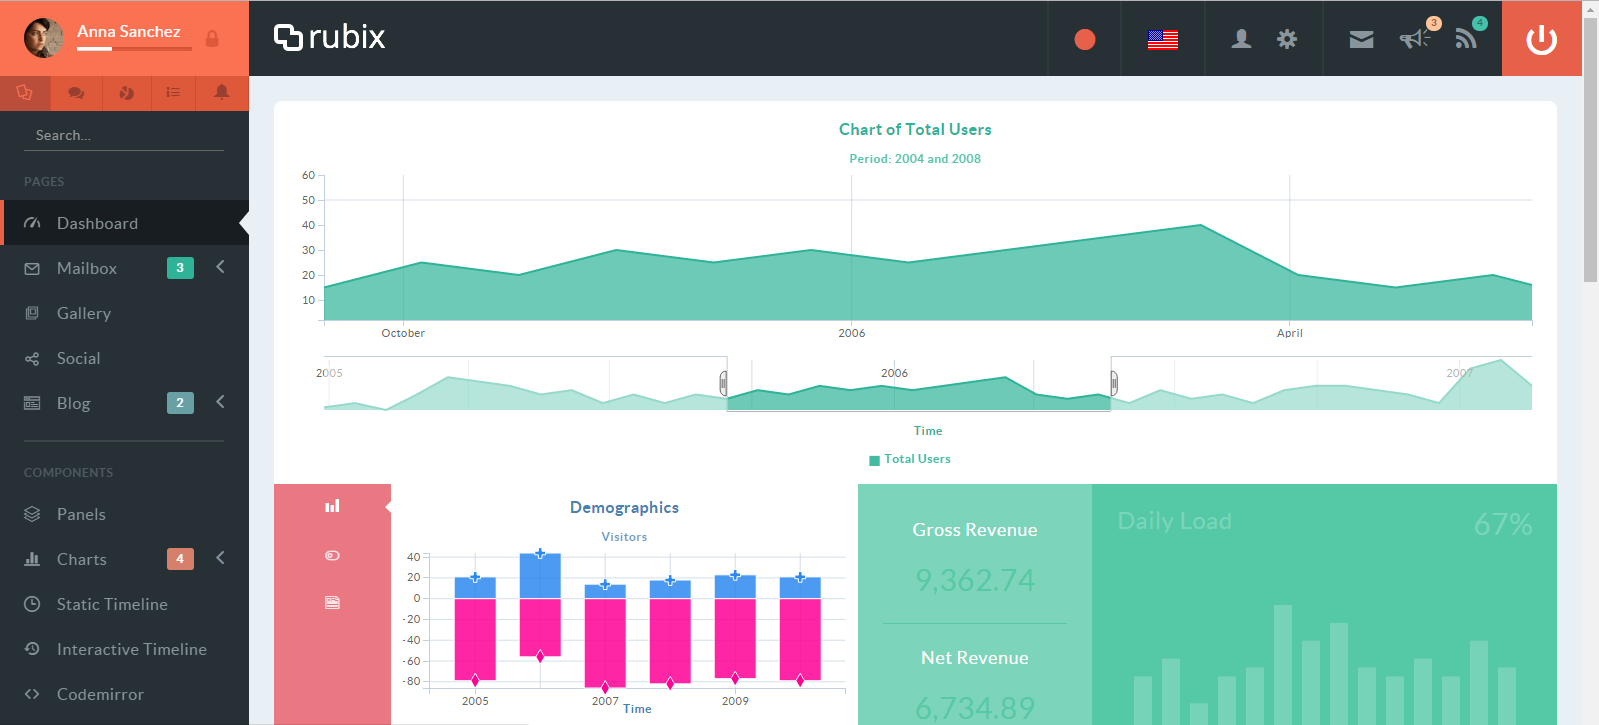 Anna Sanchez
rubix
3
4
Search...
PAGES
Dashboard
Mailbox 3
Gallery
Social
Blog 2
COMPONENTS
Panels
Charts 4
Static Timeline
Interactive Timeline
Codemirror
Chart of Total Users
Period: 2004 and 2008
60
50
40
30
20
10
October 2006 April
2005 2006 2007
Time
Total Users
Demographics
Visitors
40
20
0
-20
-40
-60
-80
2005 2007 2009
Time
Gross Revenue
9,362.74
Net Revenue
6,734.89
Daily Load 67%